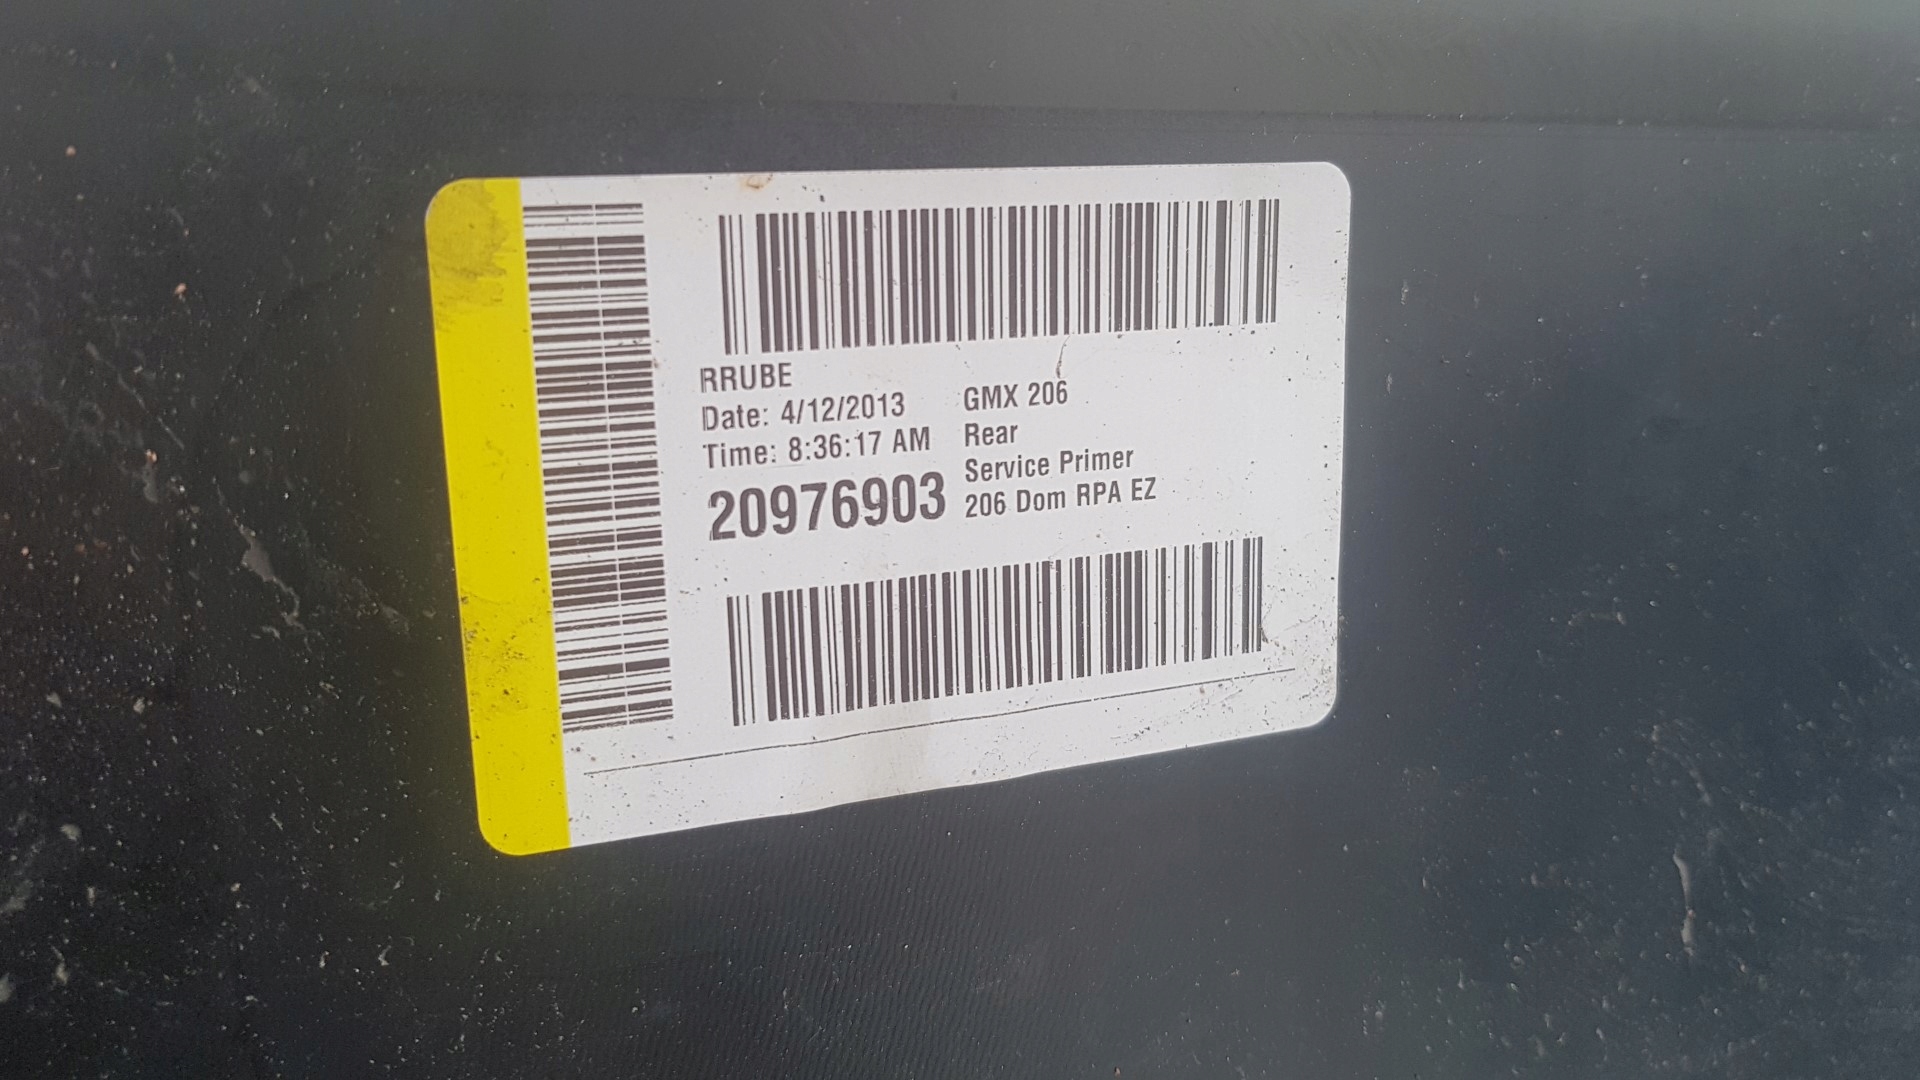 RRUBE
Date: 4/12/2013
Time: 8:36:17 AM
20976903
GMX 206
Rear
Service Primer
206 Dom RPA EZ